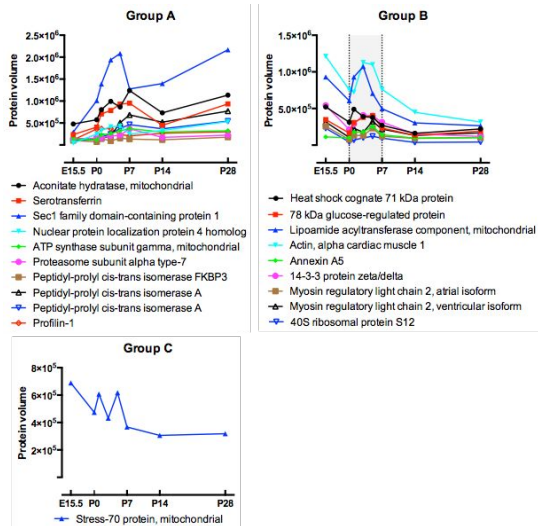 Group A
Protein volume
2.5×10⁶
2.0×10⁶
1.5×10⁶
1.0×10⁶
5.0×10⁵
E15.5 P0 P7 P14 P28
Aconitate hydratase, mitochondrial
Serotransferrin
Sec1 family domain-containing protein 1
Nuclear protein localization protein 4 homolog
ATP synthase subunit gamma, mitochondrial
Proteasome subunit alpha type-7
Peptidyl-prolyl cis-trans isomerase FKBP3
Peptidyl-prolyl cis-trans isomerase A
Peptidyl-prolyl cis-trans isomerase A
Profilin-1
Group B
Protein volume
1.5×10⁶
1.0×10⁶
5.0×10⁵
E15.5 P0 P7 P14 P28
Heat shock cognate 71 kDa protein
78 kDa glucose-regulated protein
Lipoamide acyltransferase component, mitochondrial
Actin, alpha cardiac muscle 1
Annexin A5
14-3-3 protein zeta/delta
Myosin regulatory light chain 2, atrial isoform
Myosin regulatory light chain 2, ventricular isoform
40S ribosomal protein S12
Group C
Protein volume
8×10⁵
6×10⁵
4×10⁵
2×10⁵
E15.5 P0 P7 P14 P28
Stress-70 protein, mitochondrial